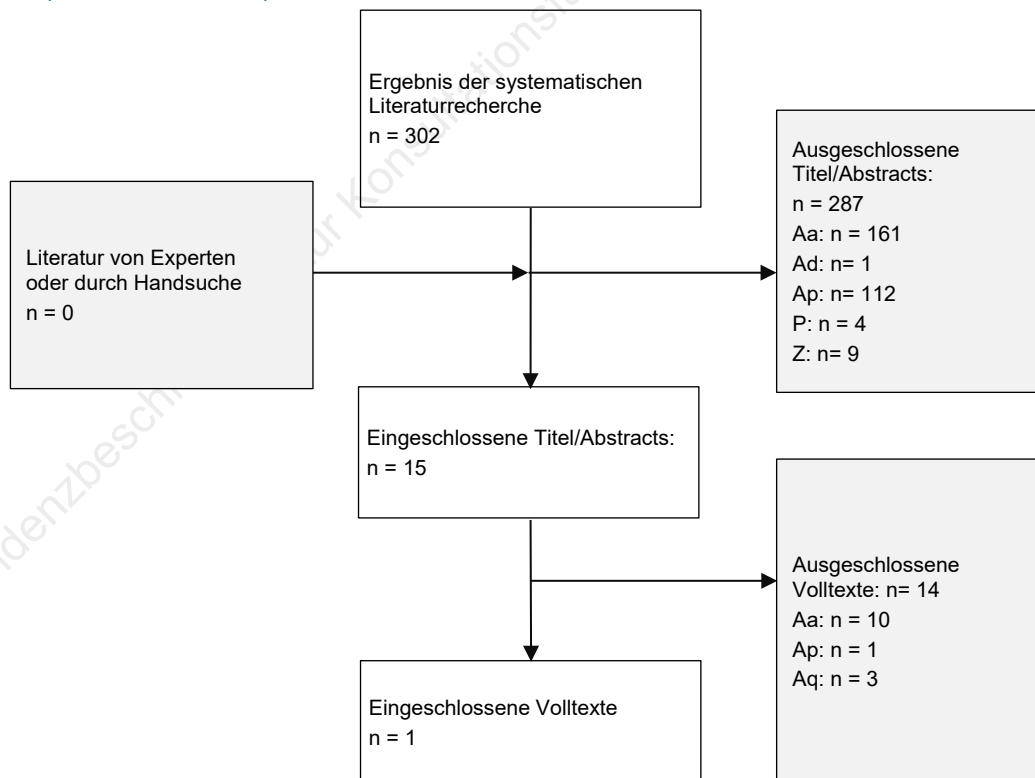 Ergebnis der systematischen
Literaturrecherche
n = 302
Literatur von Experten
oder durch Handsuche
n = 0
Ausgeschlossene
Titel/Abstracts:
n = 287
Aa: n = 161
Ad: n= 1
Ap: n= 112
P: n = 4
Z: n= 9
Eingeschlossene Titel/Abstracts:
n = 15
Ausgeschlossene
Volltexte: n= 14
Aa: n = 10
Ap: n = 1
Aq: n = 3
Eingeschlossene Volltexte
n = 1